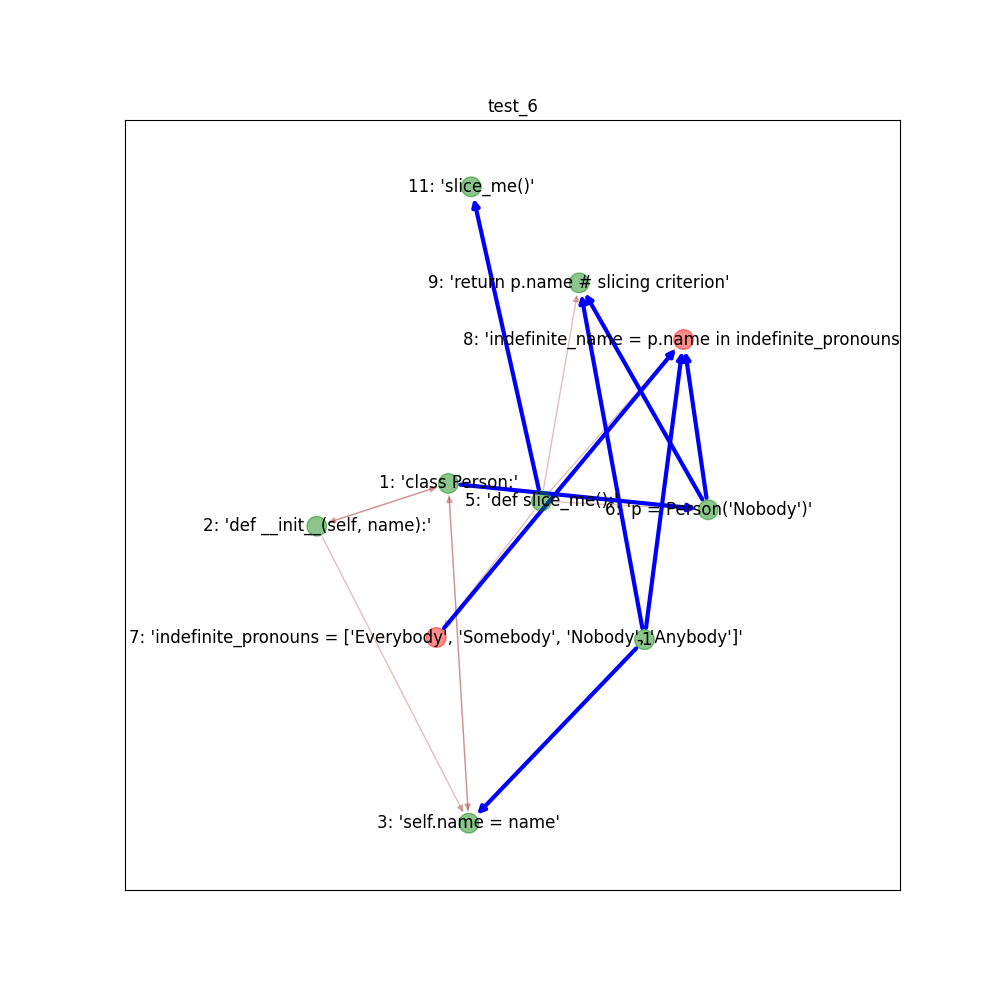 test_6
11: 'slice_me()'
9: 'return p.name # slicing criterion'
8: 'indefinite_name = p.name in indefinite_pronouns
1: 'class Person:'
5: 'def slice_me():
6: 'p = Person('Nobody')'
2: 'def __init__(self, name):'
7: 'indefinite_pronouns = ['Everybody', 'Somebody', 'Nobody', 'Anybody']'
-1
3: 'self.name = name'